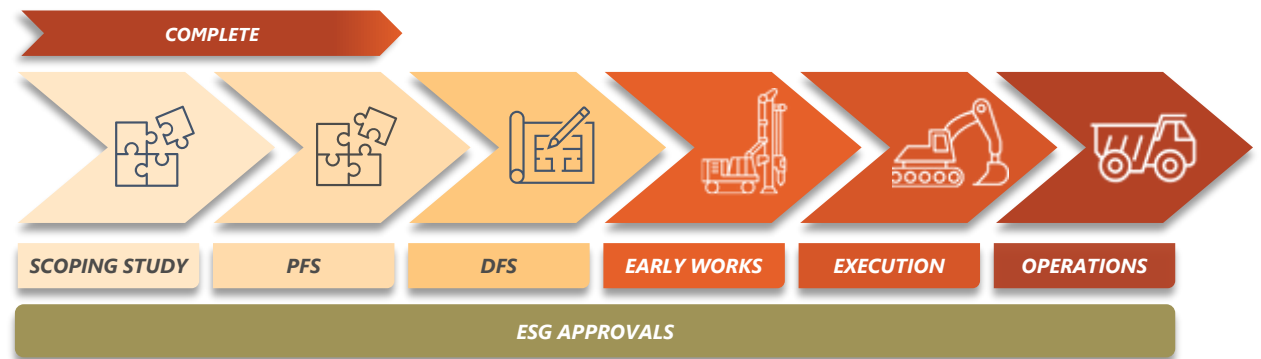 COMPLETE
SCOPING STUDY
PFS
DFS
EARLY WORKS
EXECUTION
OPERATIONS
ESG APPROVALS